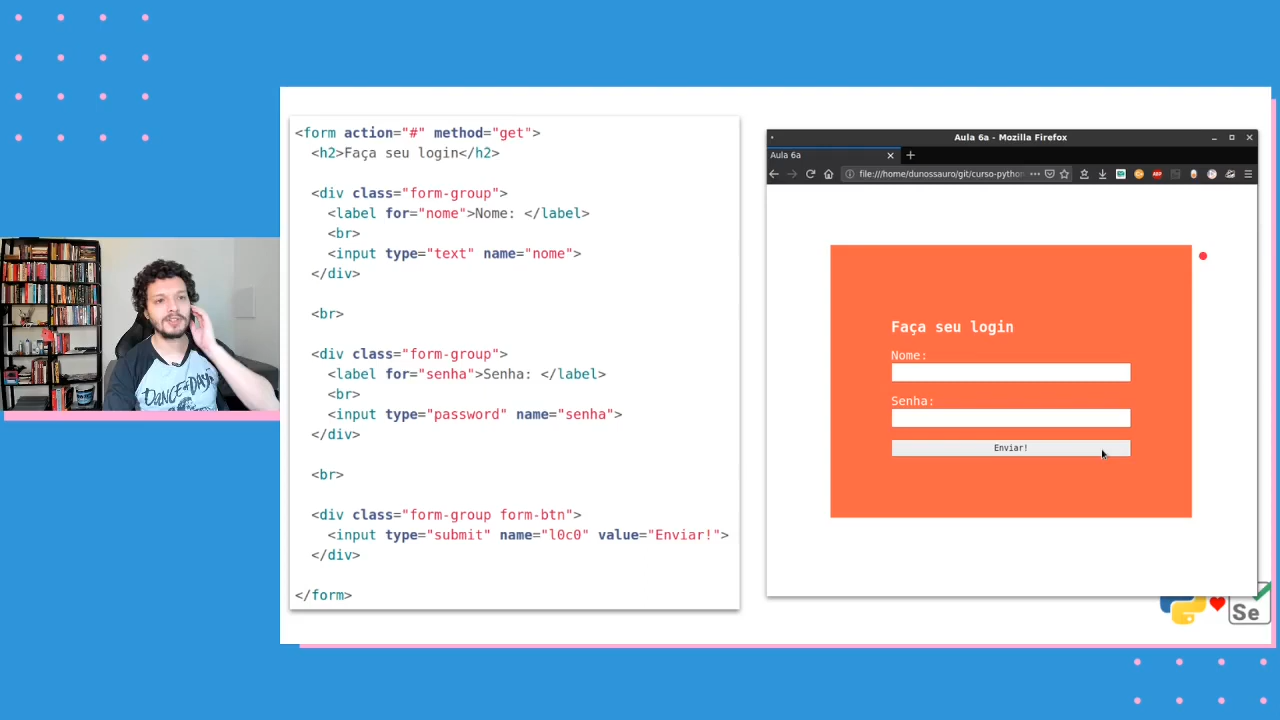 <form action="#" method="get">
<h2>Faça seu login</h2>
<div class="form-group">
<label for="nome">Nome: </label>
<br>
<input type="text" name="nome">
</div>
<br>
<div class="form-group">
<label for="senha">Senha: </label>
<br>
<input type="password" name="senha">
</div>
<br>
<div class="form-group form-btn">
<input type="submit" name="l0c0" value="Enviar!">
</div>
</form>
Aula 6a - Mozilla Firefox
Aula 6a
file:///home/dunossauro/git/curso-python
ABP
Faça seu login
Nome:
Senha:
Enviar!
Se
DANCE OF DAYS